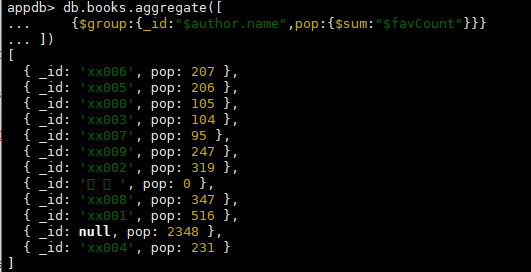 appdb> db.books.aggregate([
... {$group:{_id:"$author.name",pop:{$sum:"$favCount"}}}
... ])
[
{ _id: 'xx006', pop: 207 },
{ _id: 'xx005', pop: 206 },
{ _id: 'xx000', pop: 105 },
{ _id: 'xx003', pop: 104 },
{ _id: 'xx007', pop: 95 },
{ _id: 'xx009', pop: 247 },
{ _id: 'xx002', pop: 319 },
{ _id: '▯ ▯ ', pop: 0 },
{ _id: 'xx008', pop: 347 },
{ _id: 'xx001', pop: 516 },
{ _id: null, pop: 2348 },
{ _id: 'xx004', pop: 231 }
]